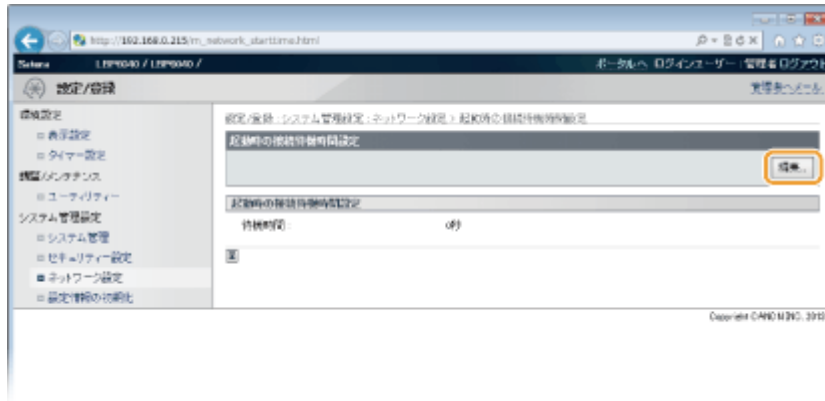 http://192.168.0.215/m_network_starttime.html
Satera LBP6040 / LBP6040 / ポータルへ ログインユーザー: 管理者 ログアウト
設定/登録 管理者へメール
環境設定
表示設定
タイマー設定
調整/メンテナンス
ユーティリティー
システム管理設定
システム管理
セキュリティー設定
ネットワーク設定
設定情報の初期化
設定/登録 : システム管理設定 : ネットワーク設定 > 起動時の接続待機時間設定
起動時の接続待機時間設定
編集...
起動時の接続待機時間設定
待機時間 : 0秒
Copyright CANON INC. 2013